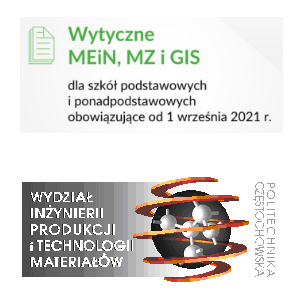 Wytyczne
MEiN, MZ i GIS
dla szkół podstawowych
i ponadpodstawowych
obowiązujące od 1 września 2021 r.
WYDZIAŁ
INŻYNIERII
PRODUKCJI
i TECHNOLOGII
MATERIAŁÓW
POLITECHNIKA
CZĘSTOCHOWSKA